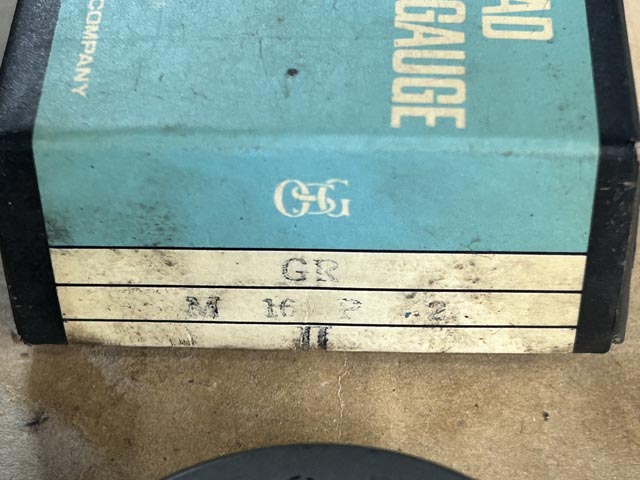 COMPANY
AD
GAUGE
OSG
GR
M 16 P 2
II